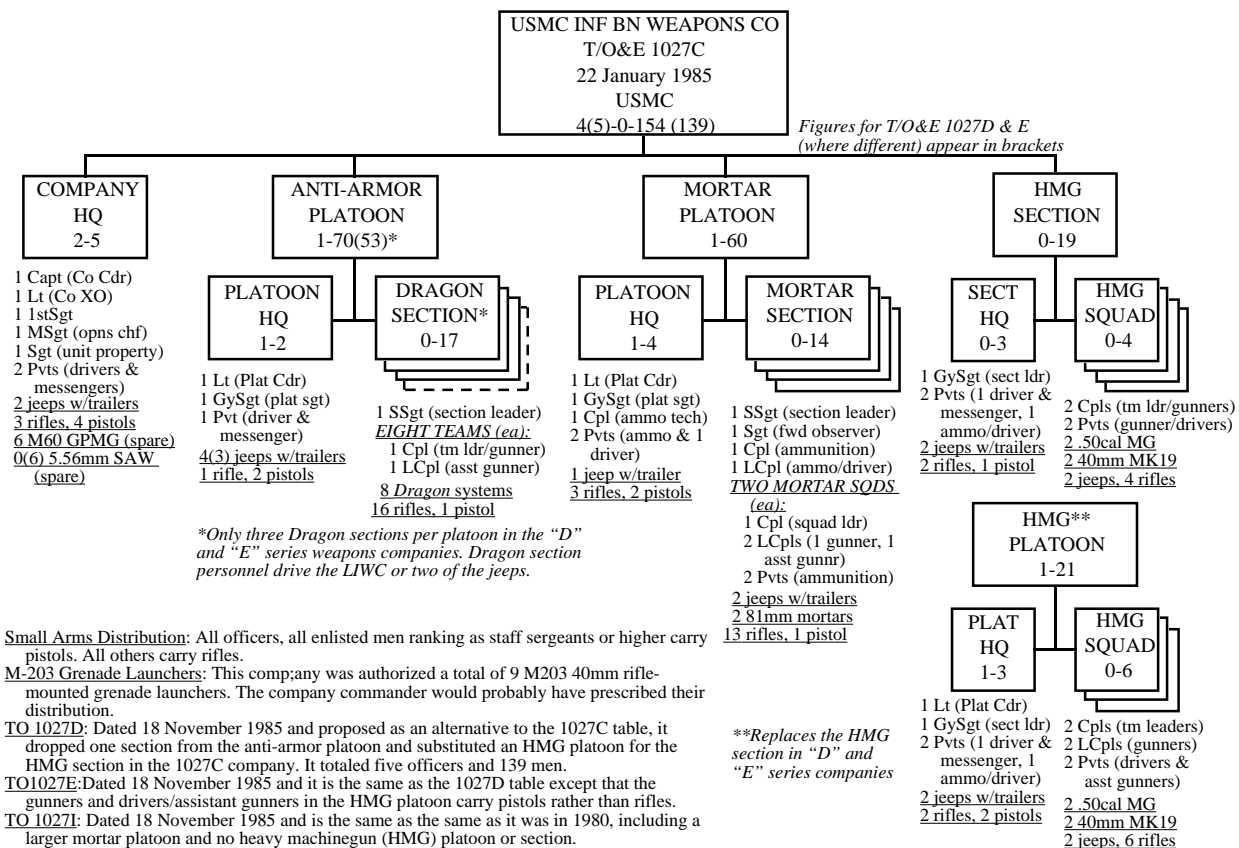 USMC INF BN WEAPONS CO
T/O&E 1027C
22 January 1985
USMC
4(5)-0-154 (139)
Figures for T/O&E 1027D & E
(where different) appear in brackets
COMPANY
HQ
2-5
1 Capt (Co Cdr)
1 Lt (Co XO)
1 1stSgt
1 MSgt (opns chf)
1 Sgt (unit property)
2 Pvts (drivers &
messengers)
2 jeeps w/trailers
3 rifles, 4 pistols
6 M60 GPMG (spare)
0(6) 5.56mm SAW
(spare)
ANTI-ARMOR
PLATOON
1-70(53)*
PLATOON
HQ
1-2
1 Lt (Plat Cdr)
1 GySgt (plat sgt)
1 Pvt (driver &
messenger)
4(3) jeeps w/trailers
1 rifle, 2 pistols
DRAGON
SECTION*
0-17
1 SSgt (section leader)
EIGHT TEAMS (ea):
1 Cpl (tm ldr/gunner)
1 LCpl (asst gunner)
8 Dragon systems
16 rifles, 1 pistol
*Only three Dragon sections per platoon in the “D”
and “E” series weapons companies. Dragon section
personnel drive the LIWC or two of the jeeps.
MORTAR
PLATOON
1-60
PLATOON
HQ
1-4
1 Lt (Plat Cdr)
1 GySgt (plat sgt)
1 Cpl (ammo tech)
2 Pvts (ammo & 1
driver)
1 jeep w/trailer
3 rifles, 2 pistols
MORTAR
SECTION
0-14
1 SSgt (section leader)
1 Sgt (fwd observer)
1 Cpl (ammunition)
1 LCpl (ammo/driver)
TWO MORTAR SQDS
(ea):
1 Cpl (squad ldr)
2 LCpls (1 gunner, 1
asst gunnr)
2 Pvts (ammunition)
2 jeeps w/trailers
2 81mm mortars
13 rifles, 1 pistol
HMG
SECTION
0-19
SECT
HQ
0-3
1 GySgt (sect ldr)
2 Pvts (1 driver &
messenger, 1
ammo/driver)
2 jeeps w/trailers
2 rifles, 1 pistol
HMG
SQUAD
0-4
2 Cpls (tm ldr/gunners)
2 Pvts (gunner/drivers)
2 .50cal MG
2 40mm MK19
2 jeeps, 4 rifles
HMG**
PLATOON
1-21
PLAT
HQ
1-3
1 Lt (Plat Cdr)
1 GySgt (sect ldr)
2 Pvts (1 driver &
messenger, 1
ammo/driver)
2 jeeps w/trailers
2 rifles, 2 pistols
HMG
SQUAD
0-6
2 Cpls (tm leaders)
2 LCpls (gunners)
2 Pvts (drivers &
asst gunners)
2 .50cal MG
2 40mm MK19
2 jeeps, 6 rifles
**Replaces the HMG
section in “D” and
“E” series companies
Small Arms Distribution: All officers, all enlisted men ranking as staff sergeants or higher carry
pistols. All others carry rifles.
M-203 Grenade Launchers: This comp;any was authorized a total of 9 M203 40mm rifle-
mounted grenade launchers. The company commander would probably have prescribed their
distribution.
TO 1027D: Dated 18 November 1985 and proposed as an alternative to the 1027C table, it
dropped one section from the anti-armor platoon and substituted an HMG platoon for the
HMG section in the 1027C company. It totaled five officers and 139 men.
TO1027E:Dated 18 November 1985 and it is the same as the 1027D table except that the
gunners and drivers/assistant gunners in the HMG platoon carry pistols rather than rifles.
TO 1027I: Dated 18 November 1985 and is the same as the same as it was in 1980, including a
larger mortar platoon and no heavy machinegun (HMG) platoon or section.